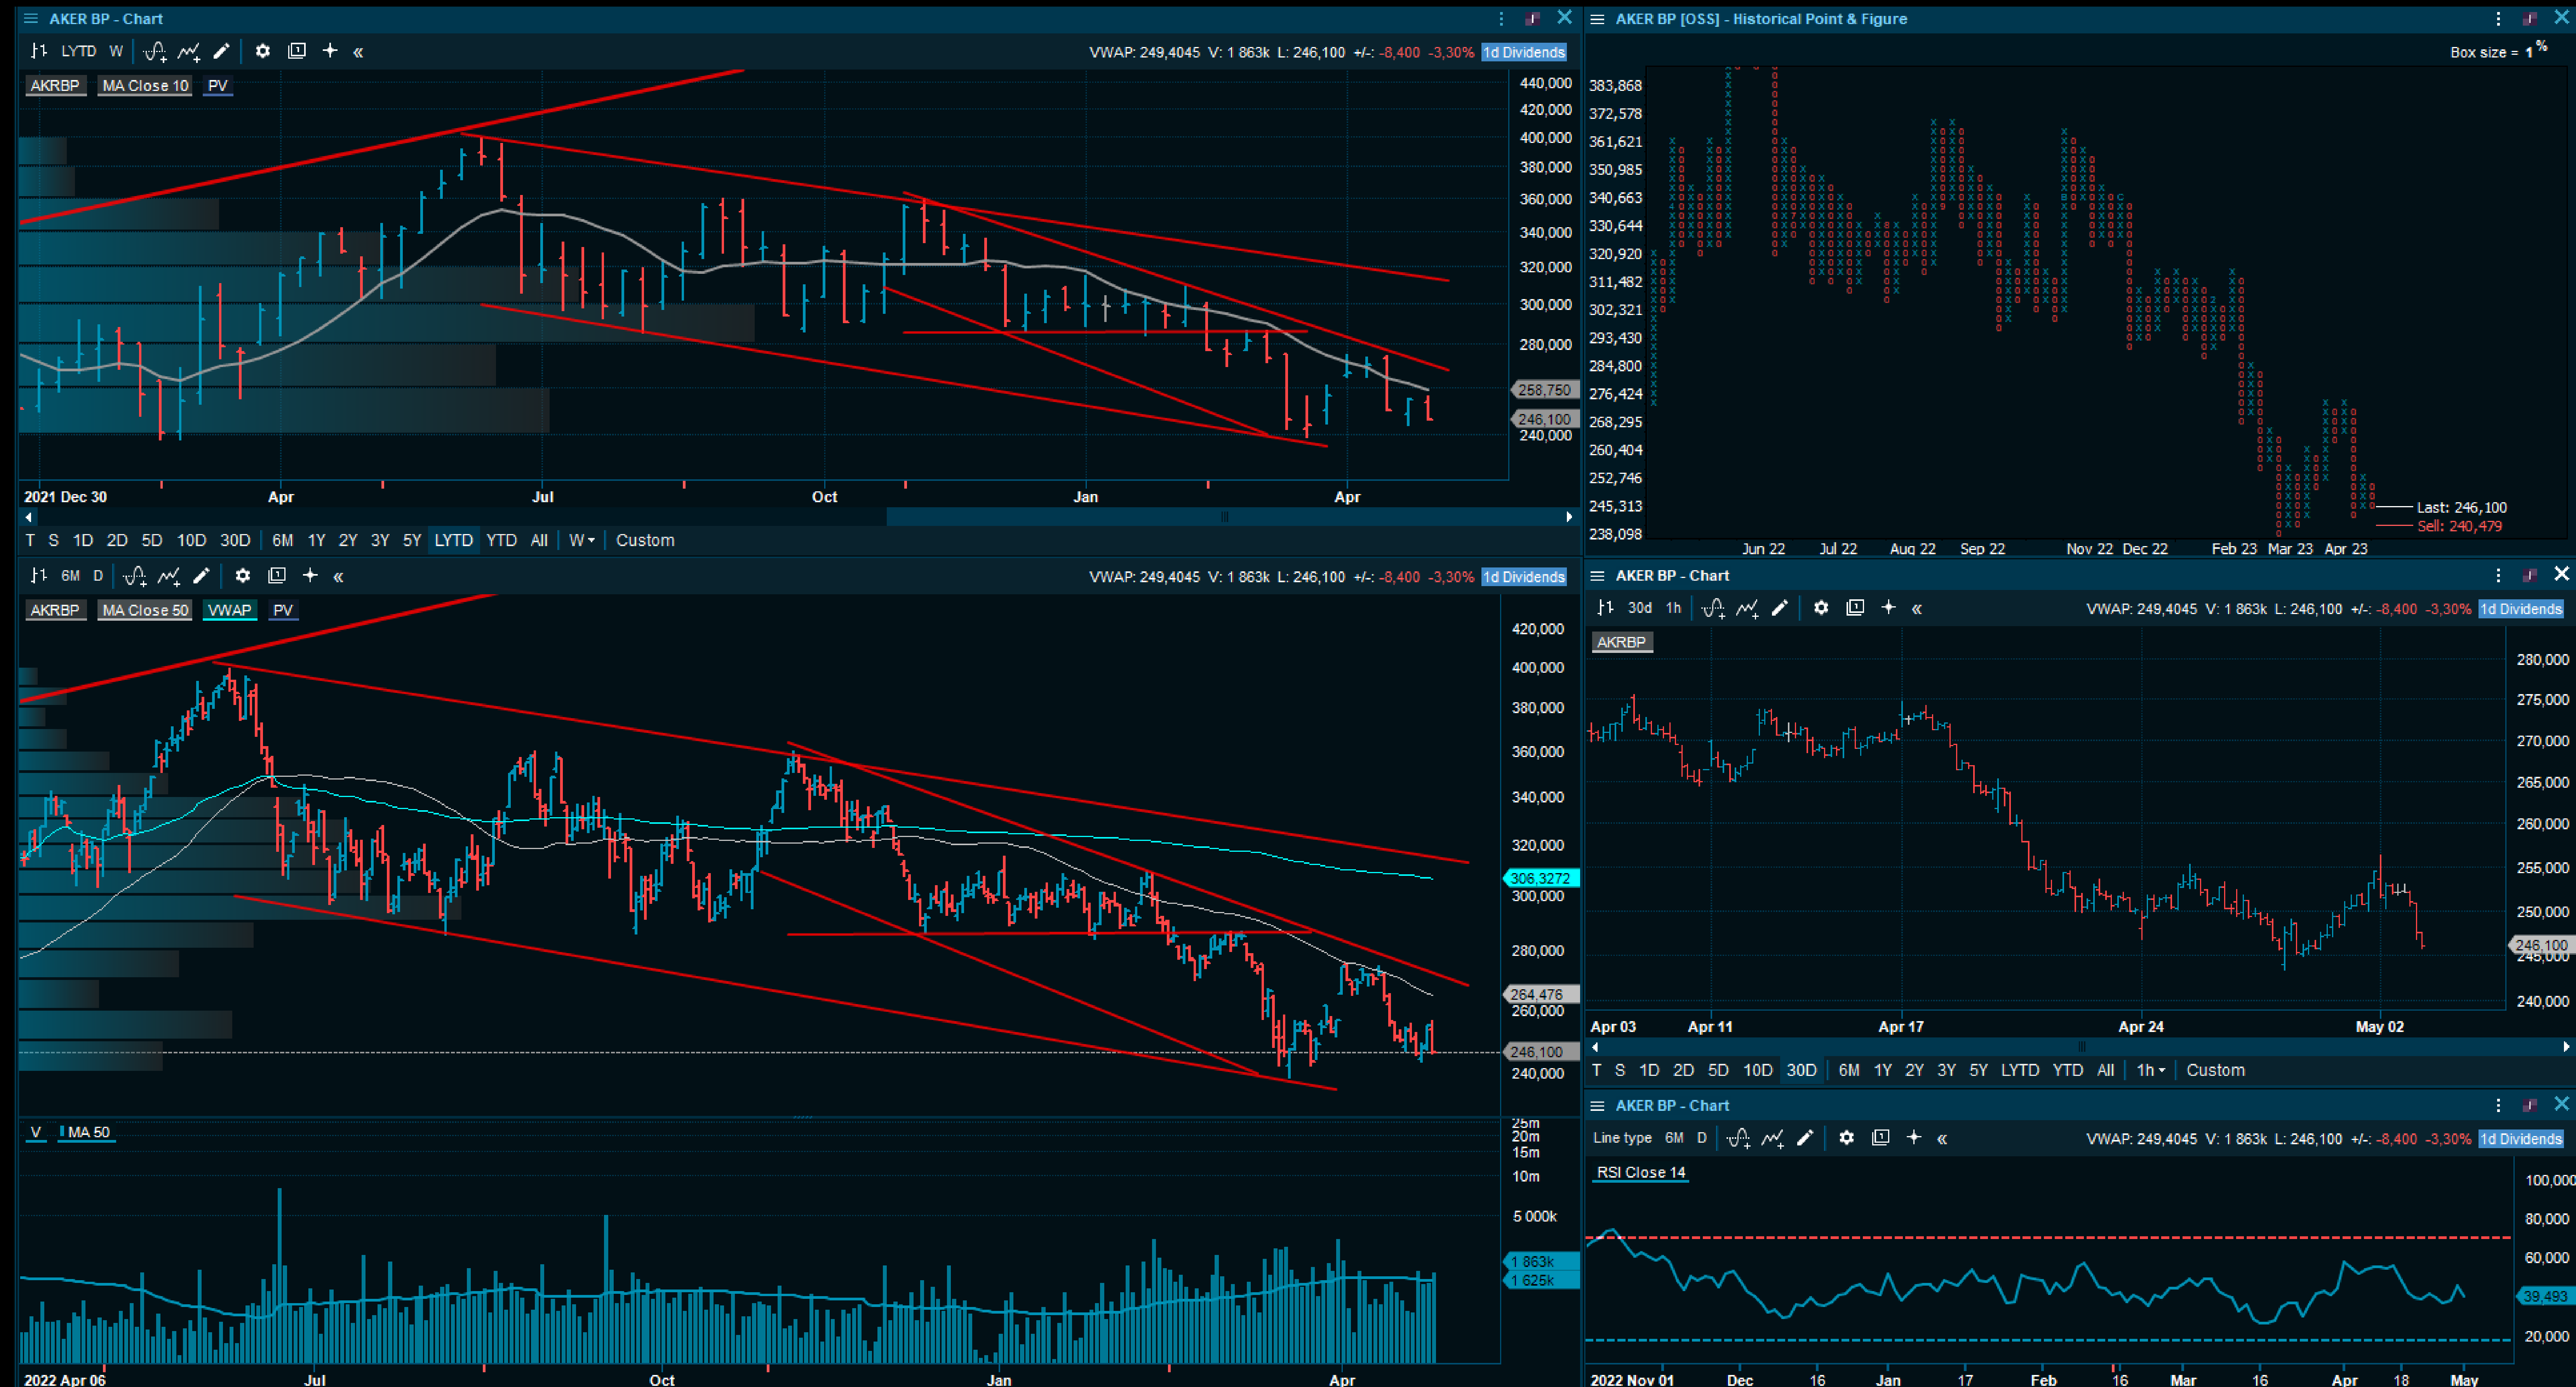 AKER BP - Chart
LYTD W
VWAP: 249,4045 V: 1 863k L: 246,100 +/-: -8,400 -3,30% 1d Dividends
AKRBP MA Close 10 PV
440,000
420,000
400,000
380,000
360,000
340,000
320,000
300,000
280,000
258,750
246,100
240,000
2021 Dec 30 Apr Jul Oct Jan Apr
T S 1D 2D 5D 10D 30D 6M 1Y 2Y 3Y 5Y LYTD YTD All W Custom
6M D
VWAP: 249,4045 V: 1 863k L: 246,100 +/-: -8,400 -3,30% 1d Dividends
AKRBP MA Close 50 VWAP PV
420,000
400,000
380,000
360,000
340,000
320,000
306,3272
300,000
280,000
264,476
260,000
246,100
240,000
V MA 50
25m
20m
15m
10m
5 000k
1 863k
1 625k
2022 Apr 06 Jul Oct Jan Apr
AKER BP [OSS] - Historical Point & Figure
Box size = 1 %
383,868
372,578
361,621
350,985
340,663
330,644
320,920
311,482
302,321
293,430
284,800
276,424
268,295
260,404
252,746
245,313
238,098
Last: 246,100
Sell: 240,479
Jun 22 Jul 22 Aug 22 Sep 22 Nov 22 Dec 22 Feb 23 Mar 23 Apr 23
AKER BP - Chart
30d 1h
VWAP: 249,4045 V: 1 863k L: 246,100 +/-: -8,400 -3,30% 1d Dividends
AKRBP
280,000
275,000
270,000
265,000
260,000
255,000
250,000
246,100
245,000
240,000
Apr 03 Apr 11 Apr 17 Apr 24 May 02
T S 1D 2D 5D 10D 30D 6M 1Y 2Y 3Y 5Y LYTD YTD All 1h Custom
AKER BP - Chart
Line type 6M D
VWAP: 249,4045 V: 1 863k L: 246,100 +/-: -8,400 -3,30% 1d Dividends
RSI Close 14
100,000
80,000
60,000
39,493
20,000
2022 Nov 01 Dec 16 Jan 17 Feb 16 Mar 16 Apr 18 May